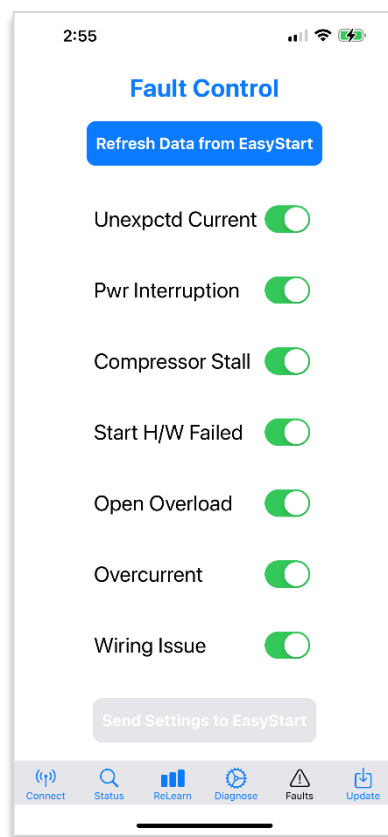 2:55
Fault Control
Refresh Data from EasyStart
Unexpctd Current
Pwr Interruption
Compressor Stall
Start H/W Failed
Open Overload
Overcurrent
Wiring Issue
Send Settings to EasyStart
Connect Status ReLearn Diagnose Faults Update